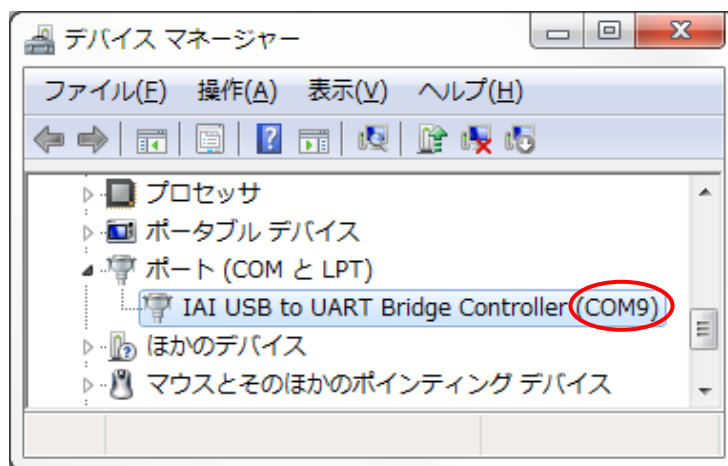 デバイス マネージャー
ファイル(F) 操作(A) 表示(V) ヘルプ(H)
プロセッサ
ポータブル デバイス
ポート (COM と LPT)
IAI USB to UART Bridge Controller (COM9)
ほかのデバイス
マウスとそのほかのポインティング デバイス